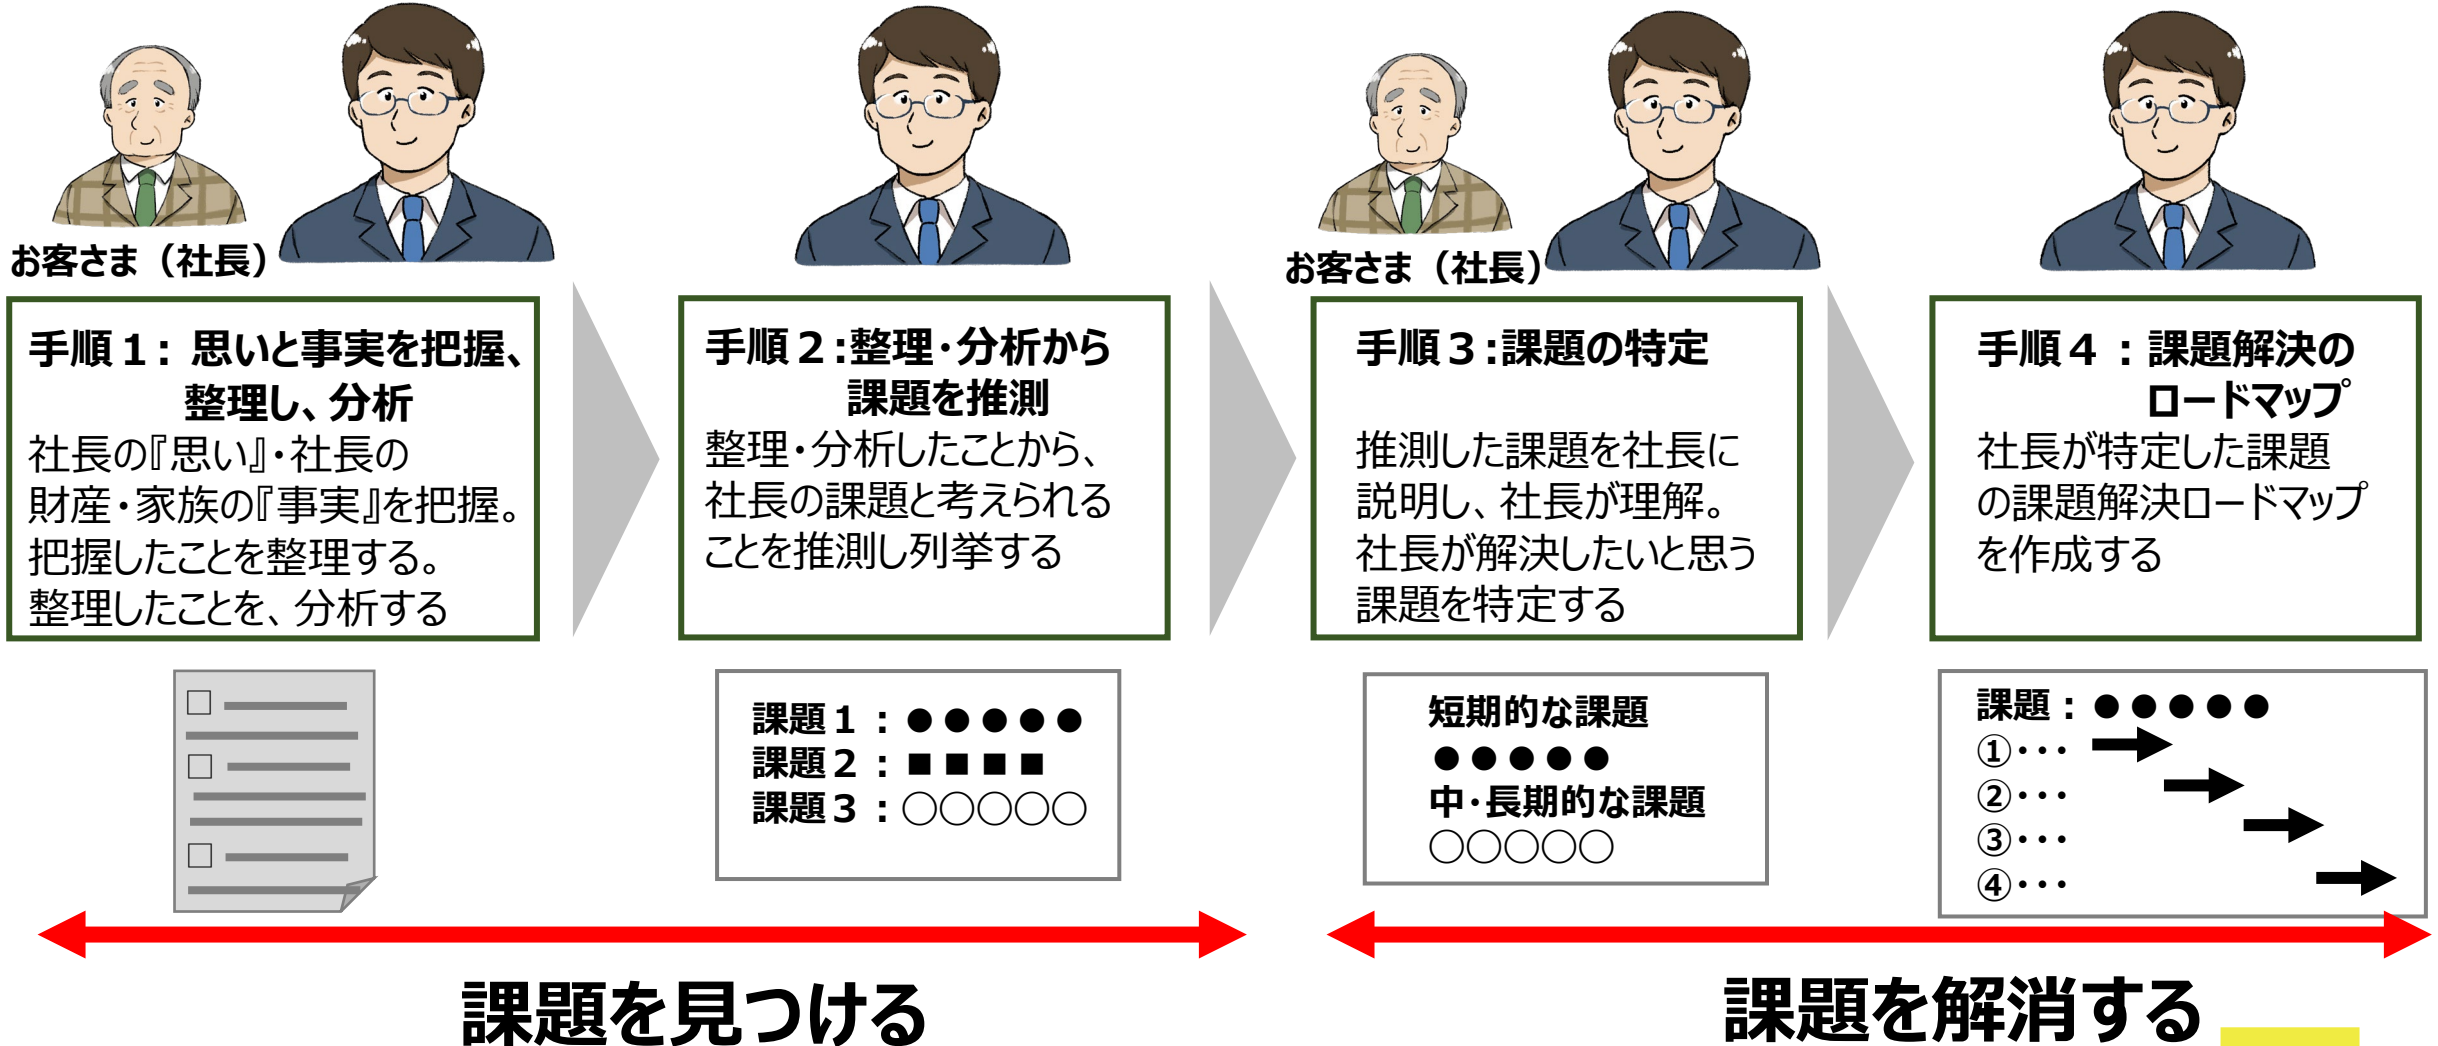 お客さま（社長）
手順１：思いと事実を把握、
整理し、分析
社長の『思い』・社長の
財産・家族の『事実』を把握。
把握したことを整理する。
整理したことを、分析する
手順２：整理・分析から
課題を推測
整理・分析したことから、
社長の課題と考えられる
ことを推測し列挙する
課題１：●●●●●
課題２：■■■■
課題３：○○○○○
お客さま（社長）
手順３：課題の特定
推測した課題を社長に
説明し、社長が理解。
社長が解決したいと思う
課題を特定する
短期的な課題
●●●●●
中・長期的な課題
○○○○○
手順４：課題解決の
ロードマップ
社長が特定した課題
の課題解決ロードマップ
を作成する
課題：●●●●●
①・・・
②・・・
③・・・
④・・・
課題を見つける
課題を解消する